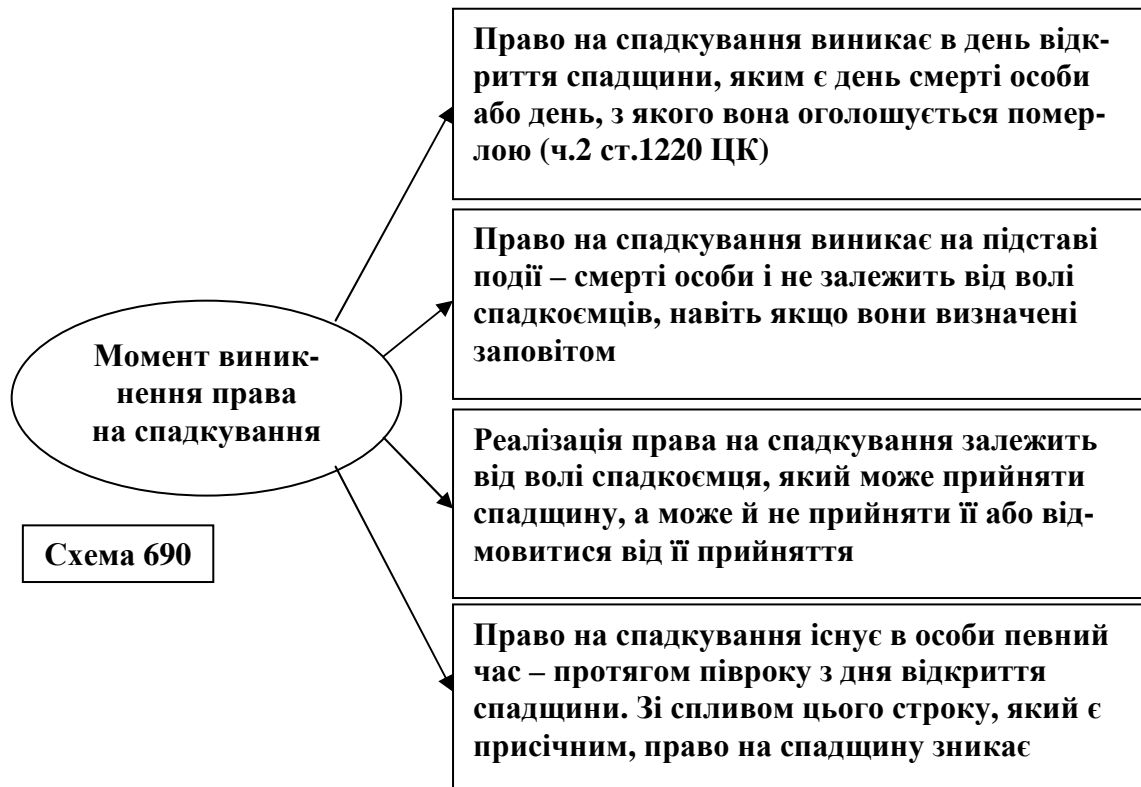 Право на спадкування виникає в день відк-
риття спадщини, яким є день смерті особи
або день, з якого вона оголошується помер-
лою (ч.2 ст.1220 ЦК)
Право на спадкування виникає на підставі
події – смерті особи і не залежить від волі
спадкоємців, навіть якщо вони визначені
заповітом
Момент виник-
нення права
на спадкування
Реалізація права на спадкування залежить
від волі спадкоємця, який може прийняти
спадщину, а може й не прийняти її або від-
мовитися від її прийняття
Схема 690
Право на спадкування існує в особи певний
час – протягом півроку з дня відкриття
спадщини. Зі спливом цього строку, який є
присічним, право на спадщину зникає